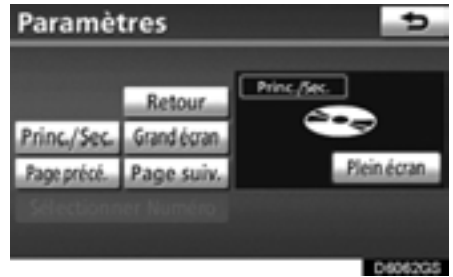 Paramètres
Retour
Princ./Sec.
Princ./Sec. Grand écran
Page précé. Page suiv. Plein écran
Sélectionner Numéro
D6062GS